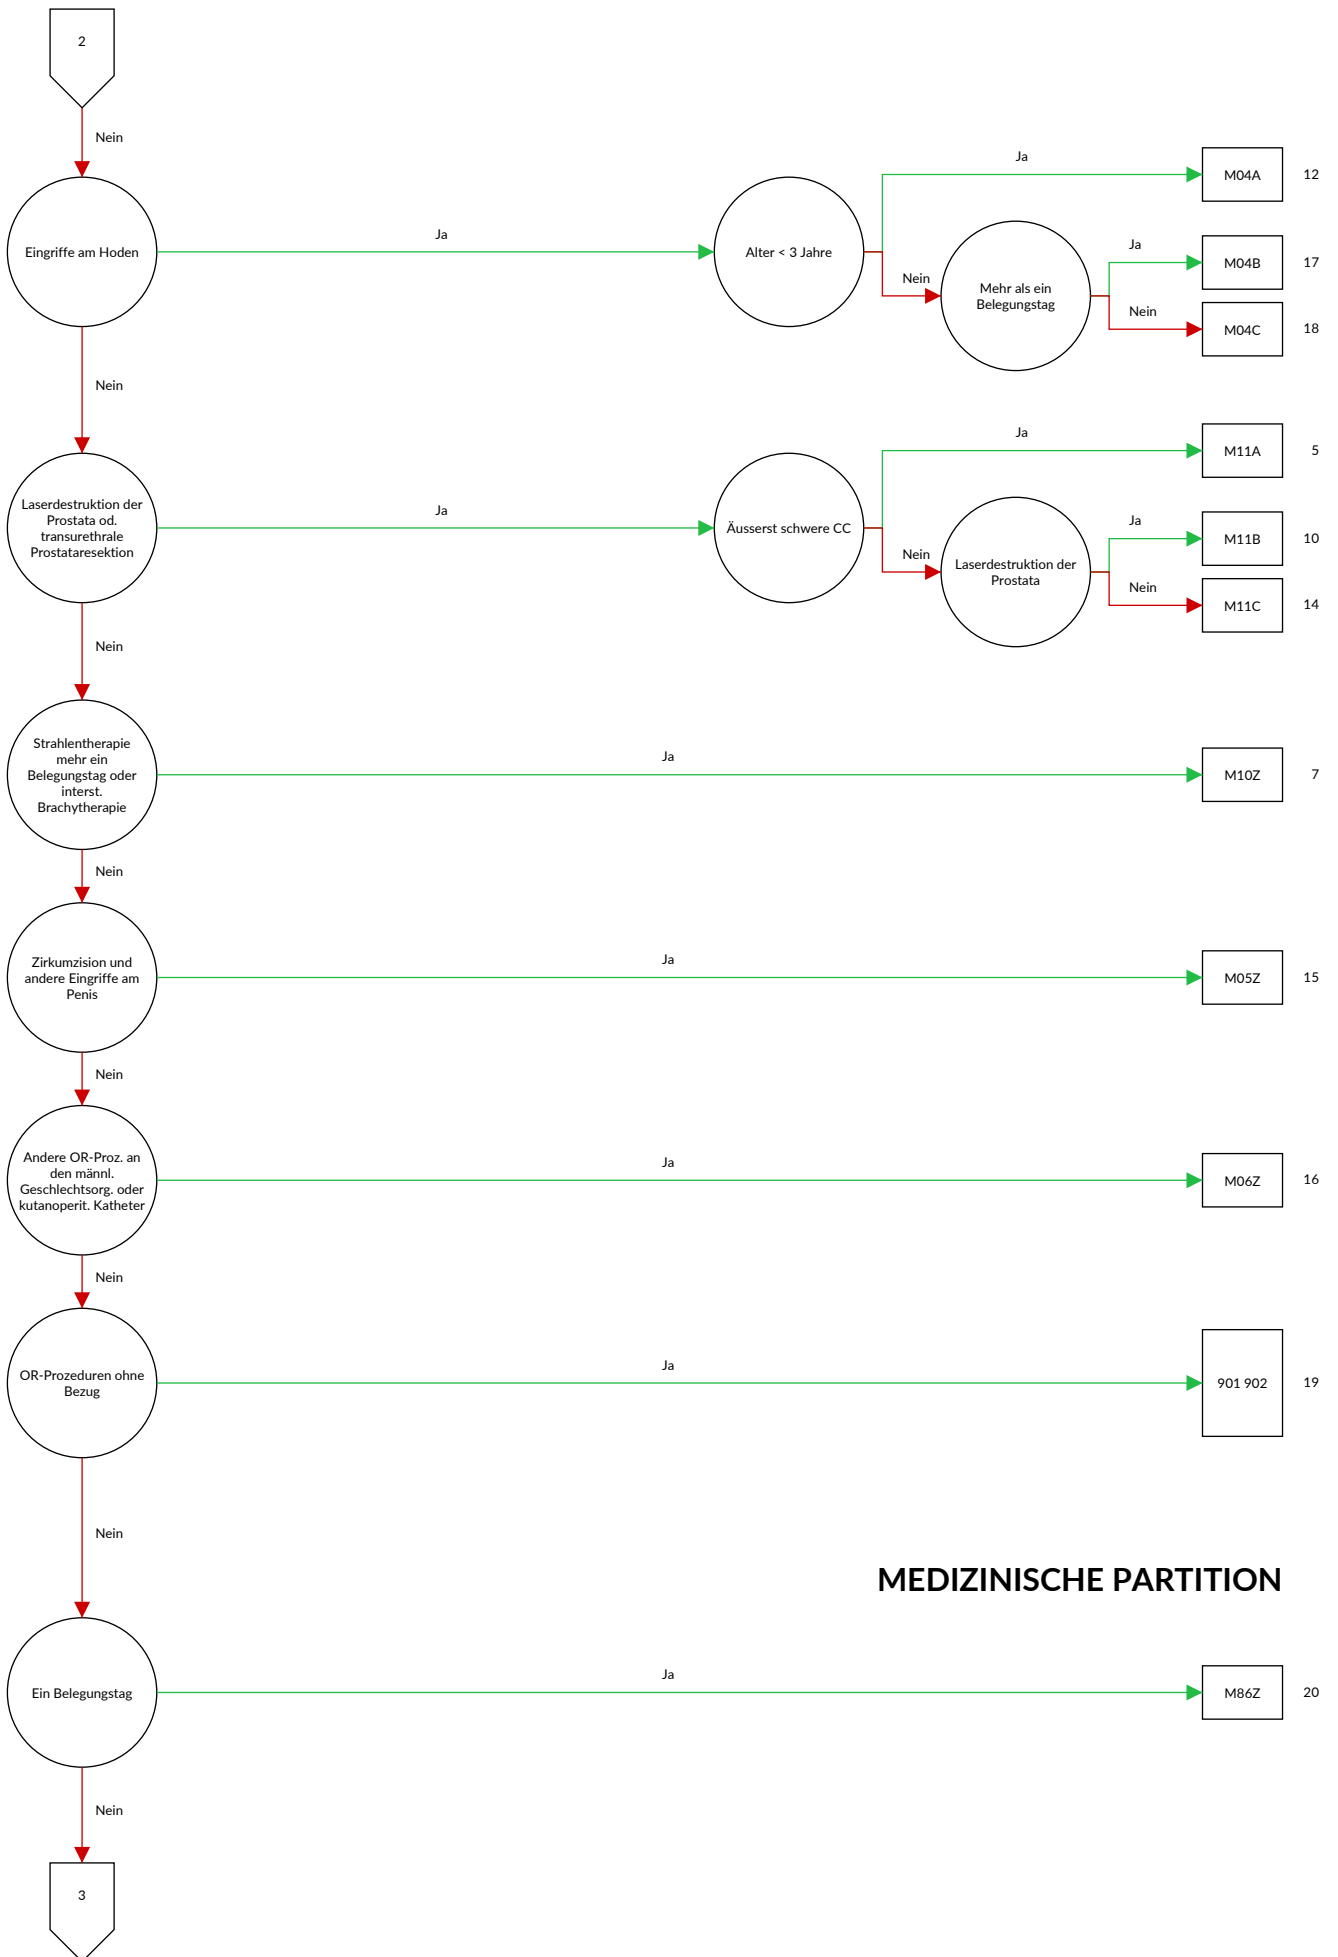 2
Nein
Eingriffe am Hoden
Ja
Alter < 3 Jahre
Ja
M04A
12
Nein
Mehr als ein
Belegungstag
Ja
M04B
17
Nein
M04C
18
Nein
Laserdestruktion der
Prostata od.
transurethrale
Prostataresektion
Ja
Äusserst schwere CC
Ja
M11A
5
Nein
Laserdestruktion der
Prostata
Ja
M11B
10
Nein
M11C
14
Nein
Strahlentherapie
mehr ein
Belegungstag oder
interst.
Brachytherapie
Ja
M10Z
7
Nein
Zirkumzision und
andere Eingriffe am
Penis
Ja
M05Z
15
Nein
Andere OR-Proz. an
den männl.
Geschlechtsorg. oder
kutanoperit. Katheter
Ja
M06Z
16
Nein
OR-Prozeduren ohne
Bezug
Ja
901 902
19
Nein
MEDIZINISCHE PARTITION
Ein Belegungstag
Ja
M86Z
20
Nein
3